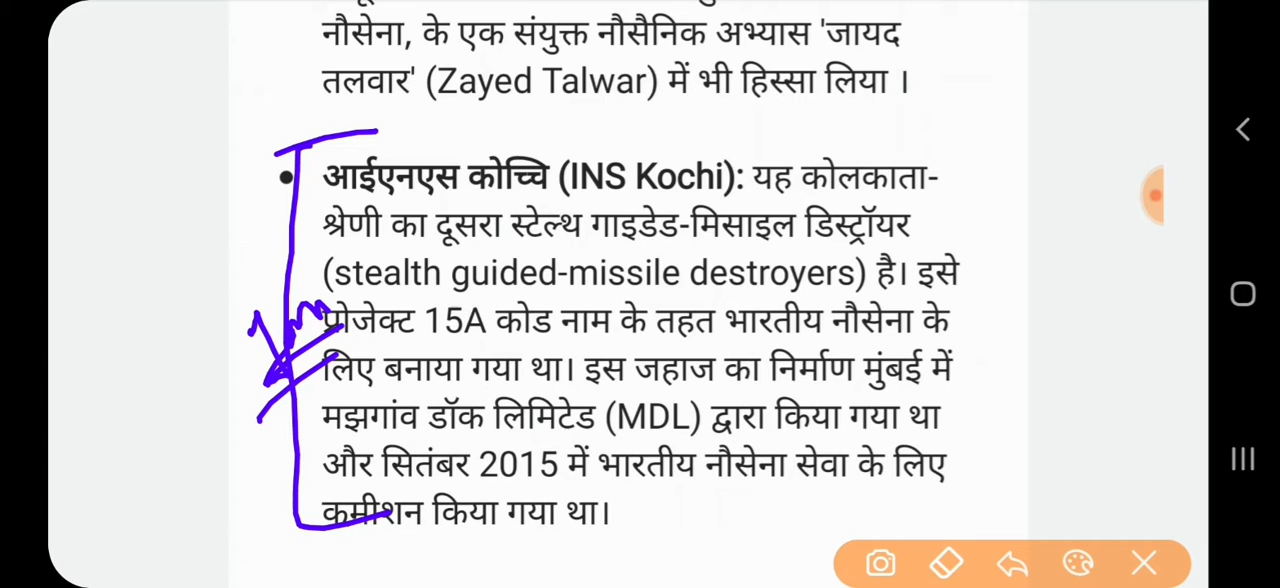 नौसेना, के एक संयुक्त नौसैनिक अभ्यास 'जायद
तलवार' (Zayed Talwar) में भी हिस्सा लिया ।
• आईएनएस कोच्चि (INS Kochi): यह कोलकाता-
श्रेणी का दूसरा स्टेल्थ गाइडेड-मिसाइल डिस्ट्रॉयर
(stealth guided-missile destroyers) है। इसे
प्रोजेक्ट 15A कोड नाम के तहत भारतीय नौसेना के
लिए बनाया गया था। इस जहाज का निर्माण मुंबई में
मझगांव डॉक लिमिटेड (MDL) द्वारा किया गया था
और सितंबर 2015 में भारतीय नौसेना सेवा के लिए
कमीशन किया गया था।